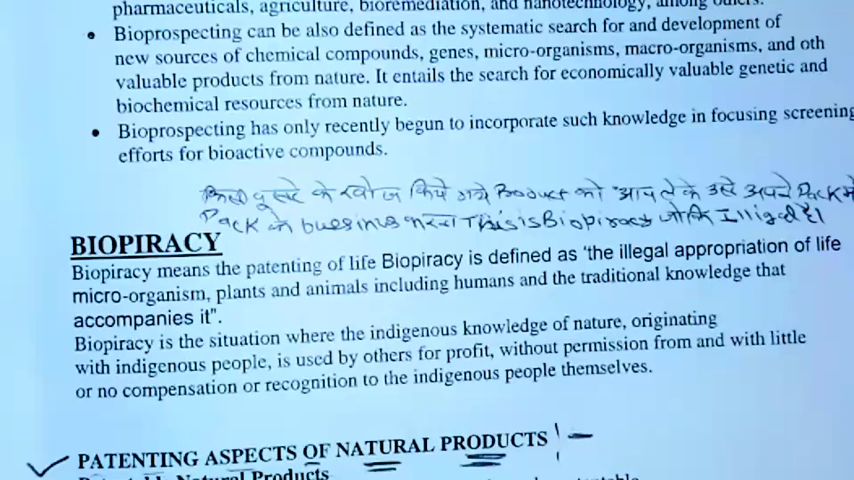 pharmaceuticals, agriculture, bioremediation, and nanotechnology, among others.
• Bioprospecting can be also defined as the systematic search for and development of
new sources of chemical compounds, genes, micro-organisms, macro-organisms, and oth
valuable products from nature. It entails the search for economically valuable genetic and
biochemical resources from nature.
• Bioprospecting has only recently begun to incorporate such knowledge in focusing screening
efforts for bioactive compounds.
किसी दूसरे के खोज किये गये Product को आप लेके उसे अपने Pack में
Pack के bussinus करना This is Biopiracy जो कि Illigal है।
BIOPIRACY
Biopiracy means the patenting of life Biopiracy is defined as ‘the illegal appropriation of life
micro-organism, plants and animals including humans and the traditional knowledge that
accompanies it”.
Biopiracy is the situation where the indigenous knowledge of nature, originating
with indigenous people, is used by others for profit, without permission from and with little
or no compensation or recognition to the indigenous people themselves.
PATENTING ASPECTS OF NATURAL PRODUCTS
Natural Products